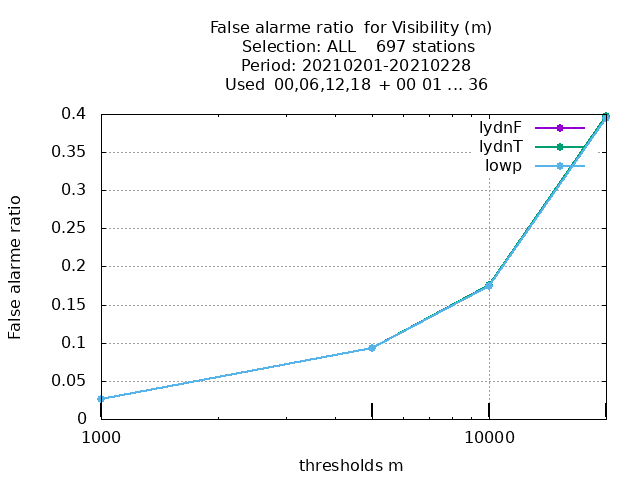 False alarme ratio  for Visibility (m)
Selection: ALL    697 stations
Period: 20210201-20210228
Used  00,06,12,18  + 00 01 ... 36
False alarme ratio
0.4
0.35
0.3
0.25
0.2
0.15
0.1
0.05
0
lydnF
lydnT
lowp
1000
10000
thresholds m